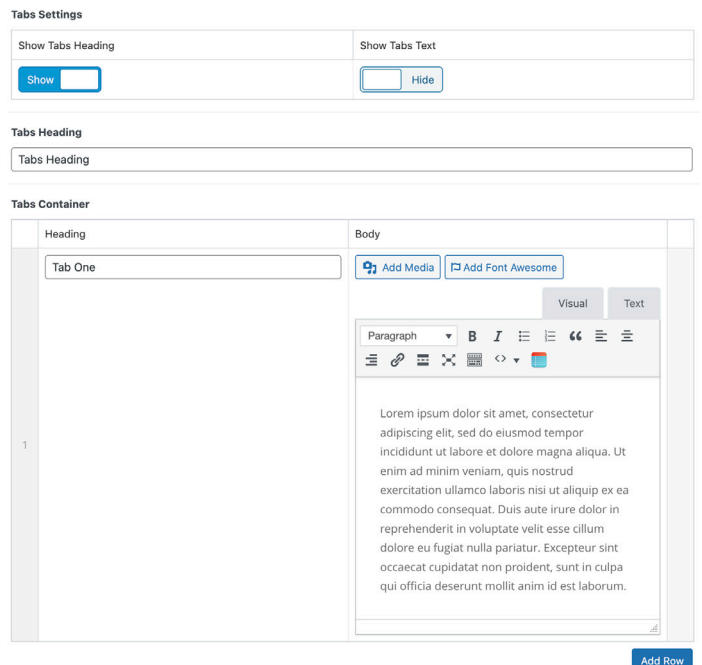 Tabs Settings
Show Tabs Heading
Show Tabs Text
Show
Hide
Tabs Heading
Tabs Heading
Tabs Container
Heading
Body
1
Tab One
Add Media
Add Font Awesome
Visual
Text
Paragraph
B
I
Lorem ipsum dolor sit amet, consectetur
adipiscing elit, sed do eiusmod tempor
incididunt ut labore et dolore magna aliqua. Ut
enim ad minim veniam, quis nostrud
exercitation ullamco laboris nisi ut aliquip ex ea
commodo consequat. Duis aute irure dolor in
reprehenderit in voluptate velit esse cillum
dolore eu fugiat nulla pariatur. Excepteur sint
occaecat cupidatat non proident, sunt in culpa
qui officia deserunt mollit anim id est laborum.
Add Row